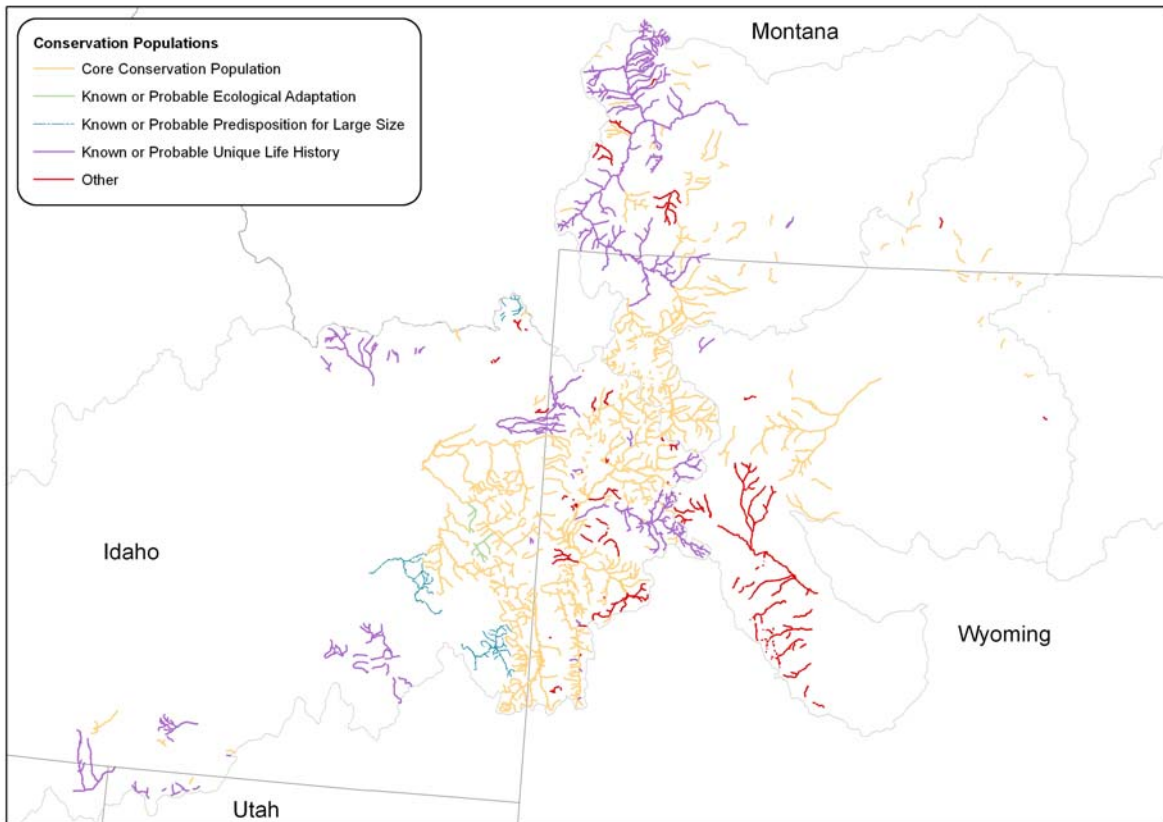 Conservation Populations
Core Conservation Population
Known or Probable Ecological Adaptation
Known or Probable Predisposition for Large Size
Known or Probable Unique Life History
Other
Montana
Idaho
Wyoming
Utah